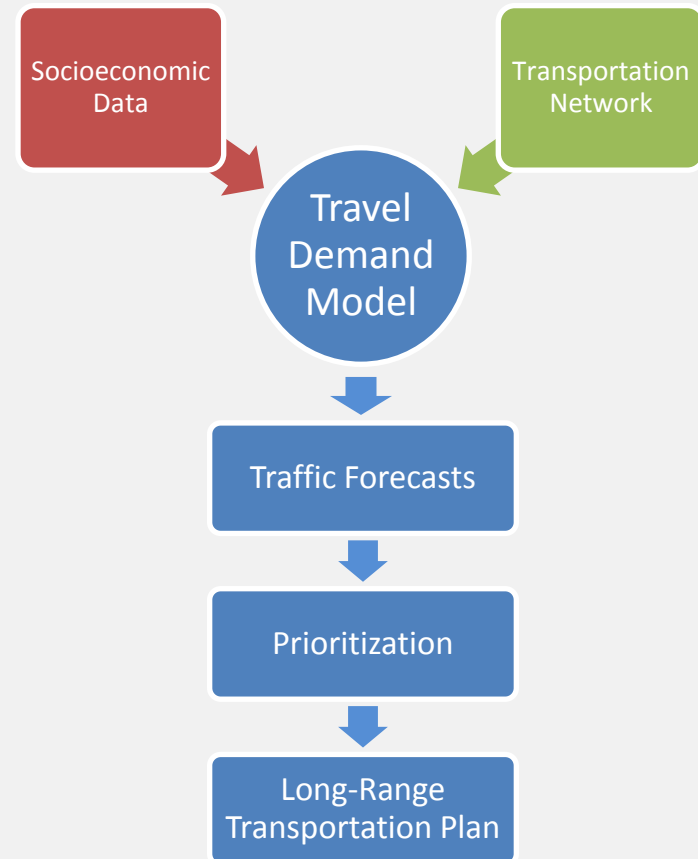 Socioeconomic
Data
Transportation
Network
Travel
Demand
Model
Traffic Forecasts
Prioritization
Long-Range
Transportation Plan